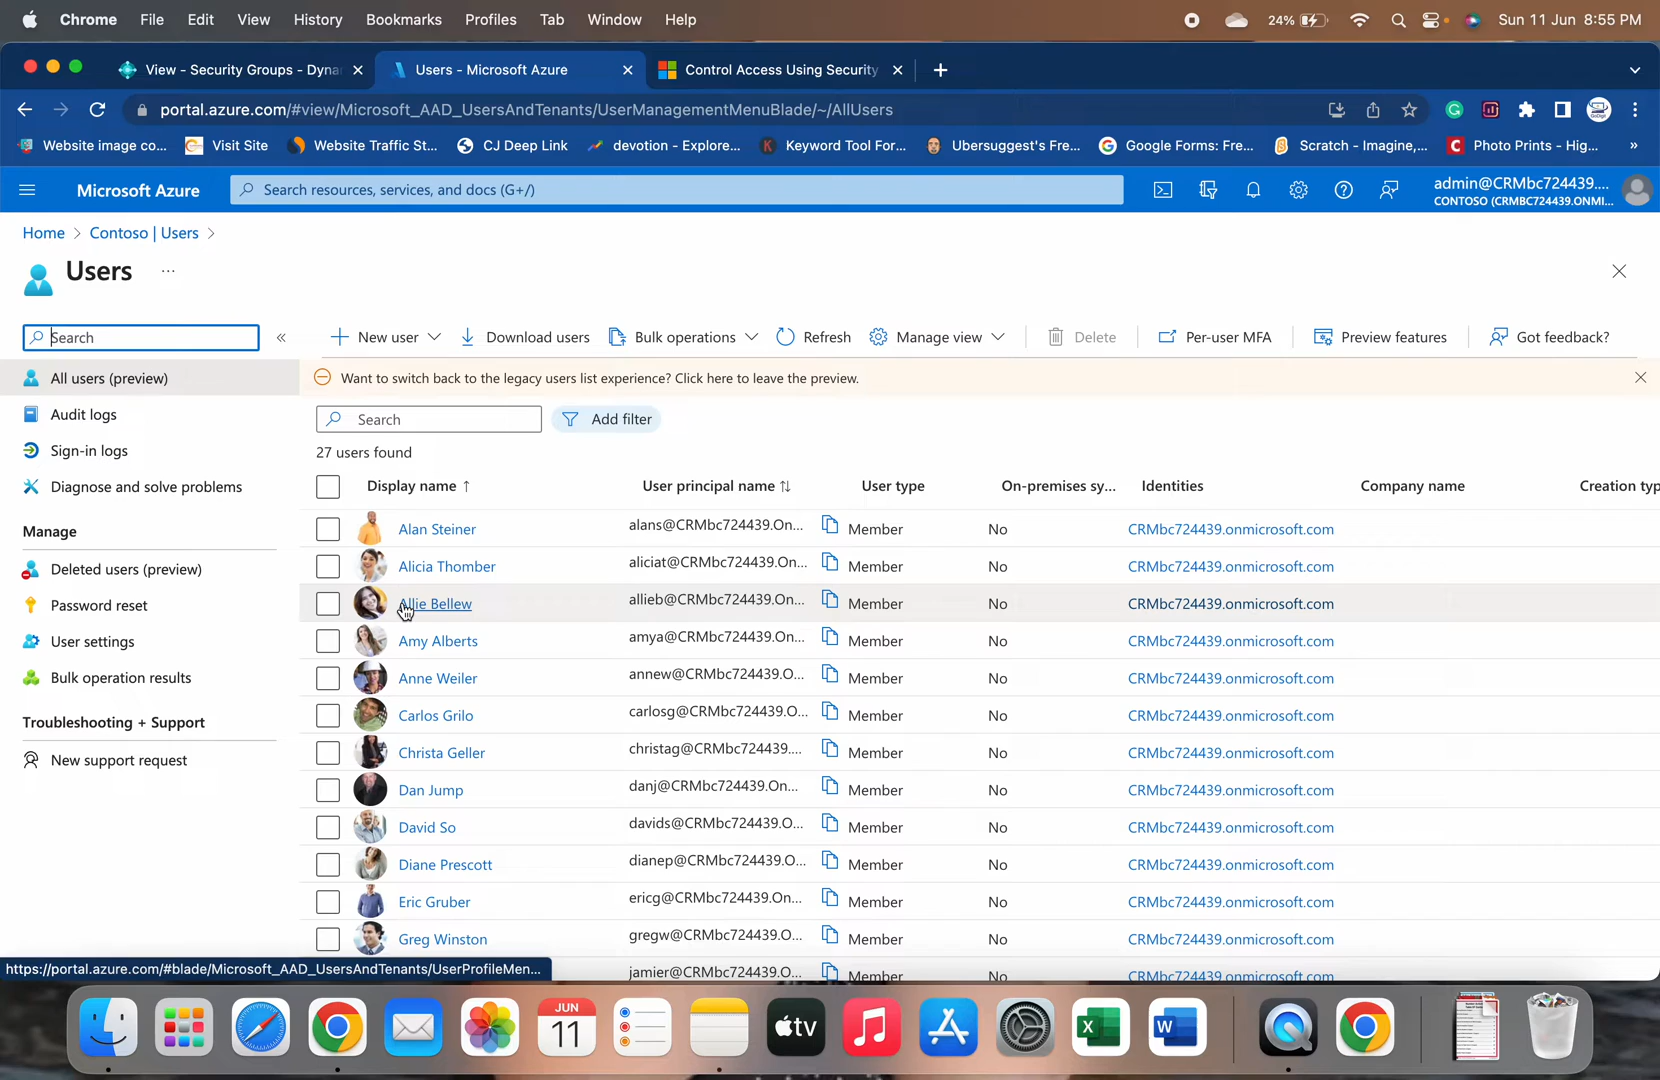 Chrome File Edit View History Bookmarks Profiles Tab Window Help 24% Sun 11 Jun 8:55 PM
View - Security Groups - Dyna Users - Microsoft Azure Control Access Using Security
portal.azure.com/#view/Microsoft_AAD_UsersAndTenants/UserManagementMenuBlade/~/AllUsers
Website image co... Visit Site Website Traffic St... CJ Deep Link devotion - Explore... Keyword Tool For... Ubersuggest's Fre... Google Forms: Fre... Scratch - Imagine,... Photo Prints - Hig... »
Microsoft Azure Search resources, services, and docs (G+/) admin@CRMbc724439....
CONTOSO (CRMBC724439.ONMI...
Home > Contoso | Users >
Users ...
Search « New user Download users Bulk operations Refresh Manage view Delete Per-user MFA Preview features Got feedback?
All users (preview) Want to switch back to the legacy users list experience? Click here to leave the preview.
Audit logs Search Add filter
Sign-in logs 27 users found
Diagnose and solve problems Display name ↑ User principal name ↑↓ User type On-premises sy... Identities Company name Creation typ
Manage Alan Steiner alans@CRMbc724439.On... Member No CRMbc724439.onmicrosoft.com
Deleted users (preview) Alicia Thomber aliciat@CRMbc724439.On... Member No CRMbc724439.onmicrosoft.com
Password reset Allie Bellew allieb@CRMbc724439.On... Member No CRMbc724439.onmicrosoft.com
User settings Amy Alberts amya@CRMbc724439.On... Member No CRMbc724439.onmicrosoft.com
Bulk operation results Anne Weiler annew@CRMbc724439.O... Member No CRMbc724439.onmicrosoft.com
Troubleshooting + Support Carlos Grilo carlosg@CRMbc724439.O... Member No CRMbc724439.onmicrosoft.com
New support request Christa Geller christag@CRMbc724439.... Member No CRMbc724439.onmicrosoft.com
Dan Jump danj@CRMbc724439.On... Member No CRMbc724439.onmicrosoft.com
David So davids@CRMbc724439.O... Member No CRMbc724439.onmicrosoft.com
Diane Prescott dianep@CRMbc724439.O... Member No CRMbc724439.onmicrosoft.com
Eric Gruber ericg@CRMbc724439.On... Member No CRMbc724439.onmicrosoft.com
Greg Winston gregw@CRMbc724439.O... Member No CRMbc724439.onmicrosoft.com
https://portal.azure.com/#blade/Microsoft_AAD_UsersAndTenants/UserProfileMen... jamier@CRMbc724439.O... Member No CRMbc724439.onmicrosoft.com
JUN
11 tv X W